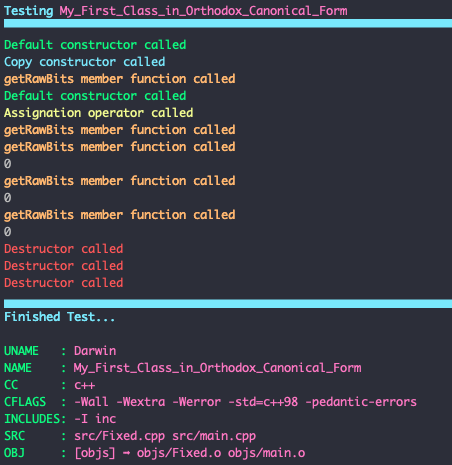 Testing My_First_Class_in_Orthodox_Canonical_Form
Default constructor called
Copy constructor called
getRawBits member function called
Default constructor called
Assignation operator called
getRawBits member function called
getRawBits member function called
0
getRawBits member function called
0
getRawBits member function called
0
Destructor called
Destructor called
Destructor called
Finished Test...
UNAME : Darwin
NAME : My_First_Class_in_Orthodox_Canonical_Form
CC : c++
CFLAGS : -Wall -Wextra -Werror -std=c++98 -pedantic-errors
INCLUDES: -I inc
SRC : src/Fixed.cpp src/main.cpp
OBJ : [objs] ➞ objs/Fixed.o objs/main.o